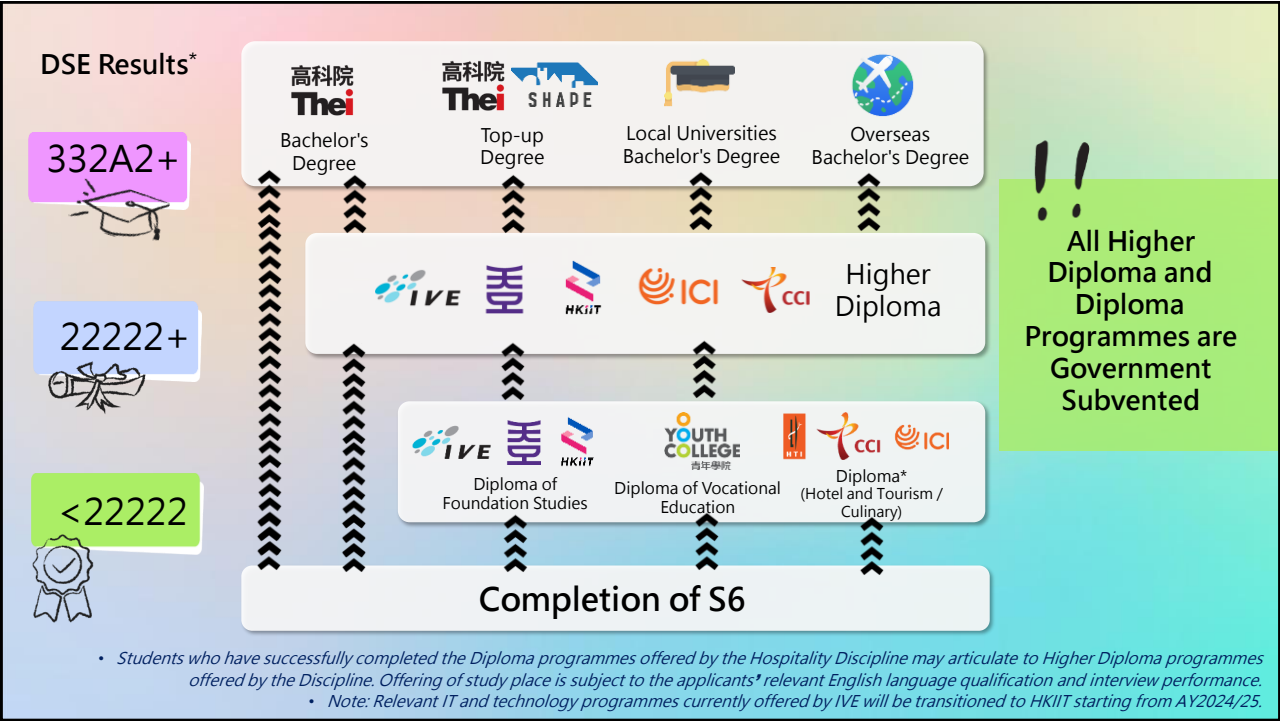 DSE Results*
332A2+
22222+
<22222
高科院
Thei
Bachelor's
Degree
高科院
Thei
SHAPE
Top-up
Degree
Local Universities
Bachelor's Degree
Overseas
Bachelor's Degree
IVE
HKIIT
ICI
CCI
Higher
Diploma
IVE
HKIIT
Diploma of
Foundation Studies
YOUTH
COLLEGE
青年學院
Diploma of Vocational
Education
HTI
CCI
ICI
Diploma*
(Hotel and Tourism /
Culinary)
Completion of S6
!!
All Higher
Diploma and
Diploma
Programmes are
Government
Subvented
• Students who have successfully completed the Diploma programmes offered by the Hospitality Discipline may articulate to Higher Diploma programmes
offered by the Discipline. Offering of study place is subject to the applicants’ relevant English language qualification and interview performance.
• Note: Relevant IT and technology programmes currently offered by IVE will be transitioned to HKIIT starting from AY2024/25.